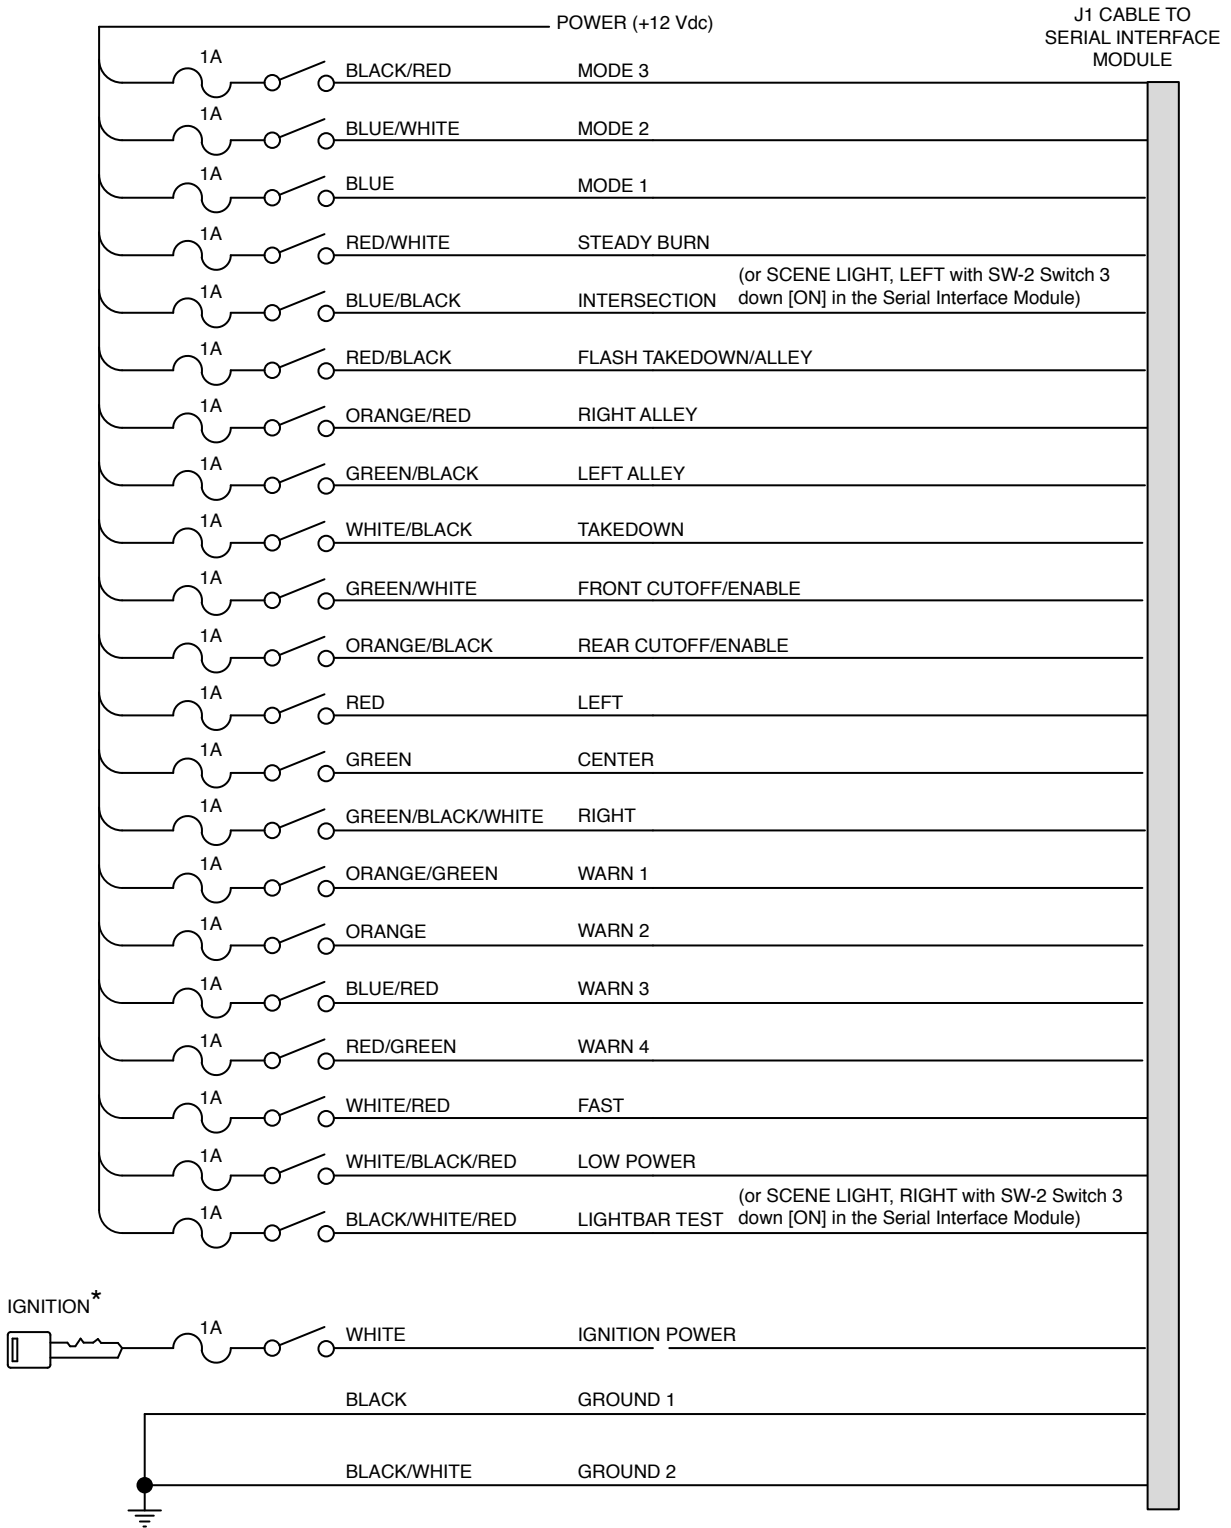 POWER (+12 Vdc)
J1 CABLE TO
SERIAL INTERFACE
MODULE
1A BLACK/RED MODE 3
1A BLUE/WHITE MODE 2
1A BLUE MODE 1
1A RED/WHITE STEADY BURN
(or SCENE LIGHT, LEFT with SW-2 Switch 3
1A BLUE/BLACK INTERSECTION down [ON] in the Serial Interface Module)
1A RED/BLACK FLASH TAKEDOWN/ALLEY
1A ORANGE/RED RIGHT ALLEY
1A GREEN/BLACK LEFT ALLEY
1A WHITE/BLACK TAKEDOWN
1A GREEN/WHITE FRONT CUTOFF/ENABLE
1A ORANGE/BLACK REAR CUTOFF/ENABLE
1A RED LEFT
1A GREEN CENTER
1A GREEN/BLACK/WHITE RIGHT
1A ORANGE/GREEN WARN 1
1A ORANGE WARN 2
1A BLUE/RED WARN 3
1A RED/GREEN WARN 4
1A WHITE/RED FAST
1A WHITE/BLACK/RED LOW POWER
(or SCENE LIGHT, RIGHT with SW-2 Switch 3
1A BLACK/WHITE/RED LIGHTBAR TEST down [ON] in the Serial Interface Module)
IGNITION*
1A WHITE IGNITION POWER
BLACK GROUND 1
BLACK/WHITE GROUND 2